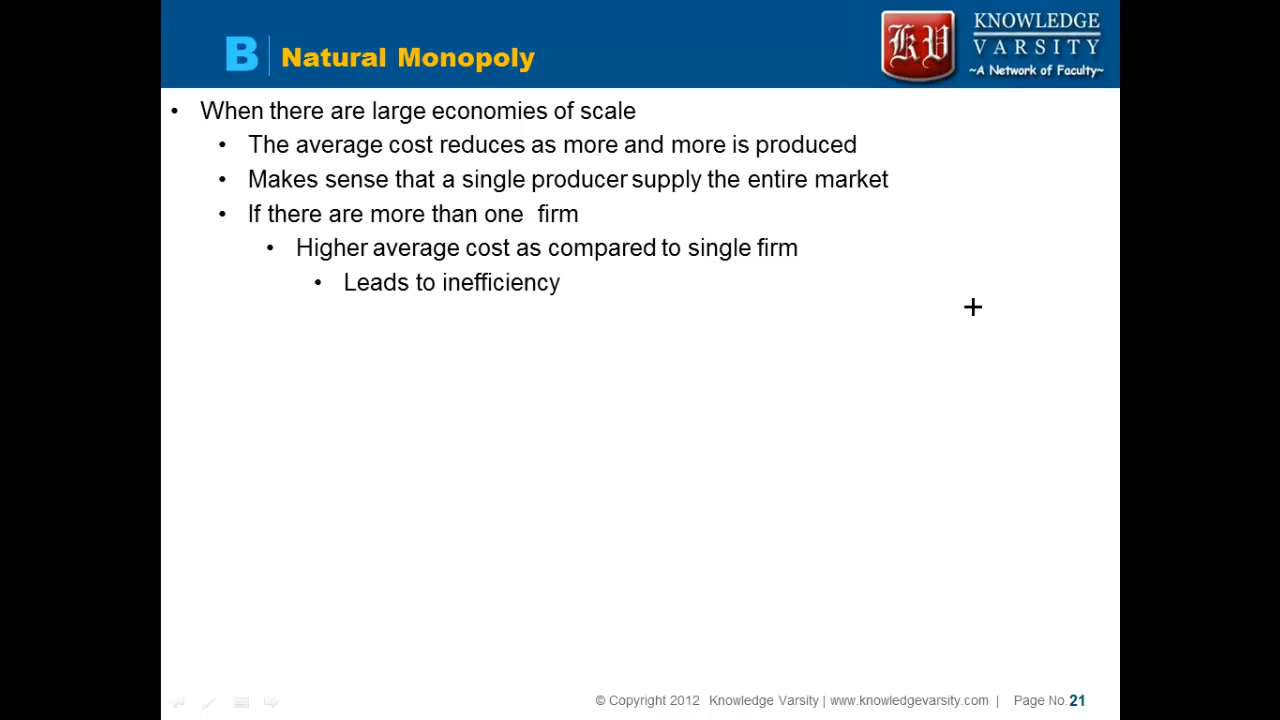 B
Natural Monopoly
KV
KNOWLEDGE
VARSITY
~A Network of Faculty~
• When there are large economies of scale
• The average cost reduces as more and more is produced
• Makes sense that a single producer supply the entire market
• If there are more than one firm
• Higher average cost as compared to single firm
• Leads to inefficiency
© Copyright 2012 Knowledge Varsity | www.knowledgevarsity.com | Page No. 21